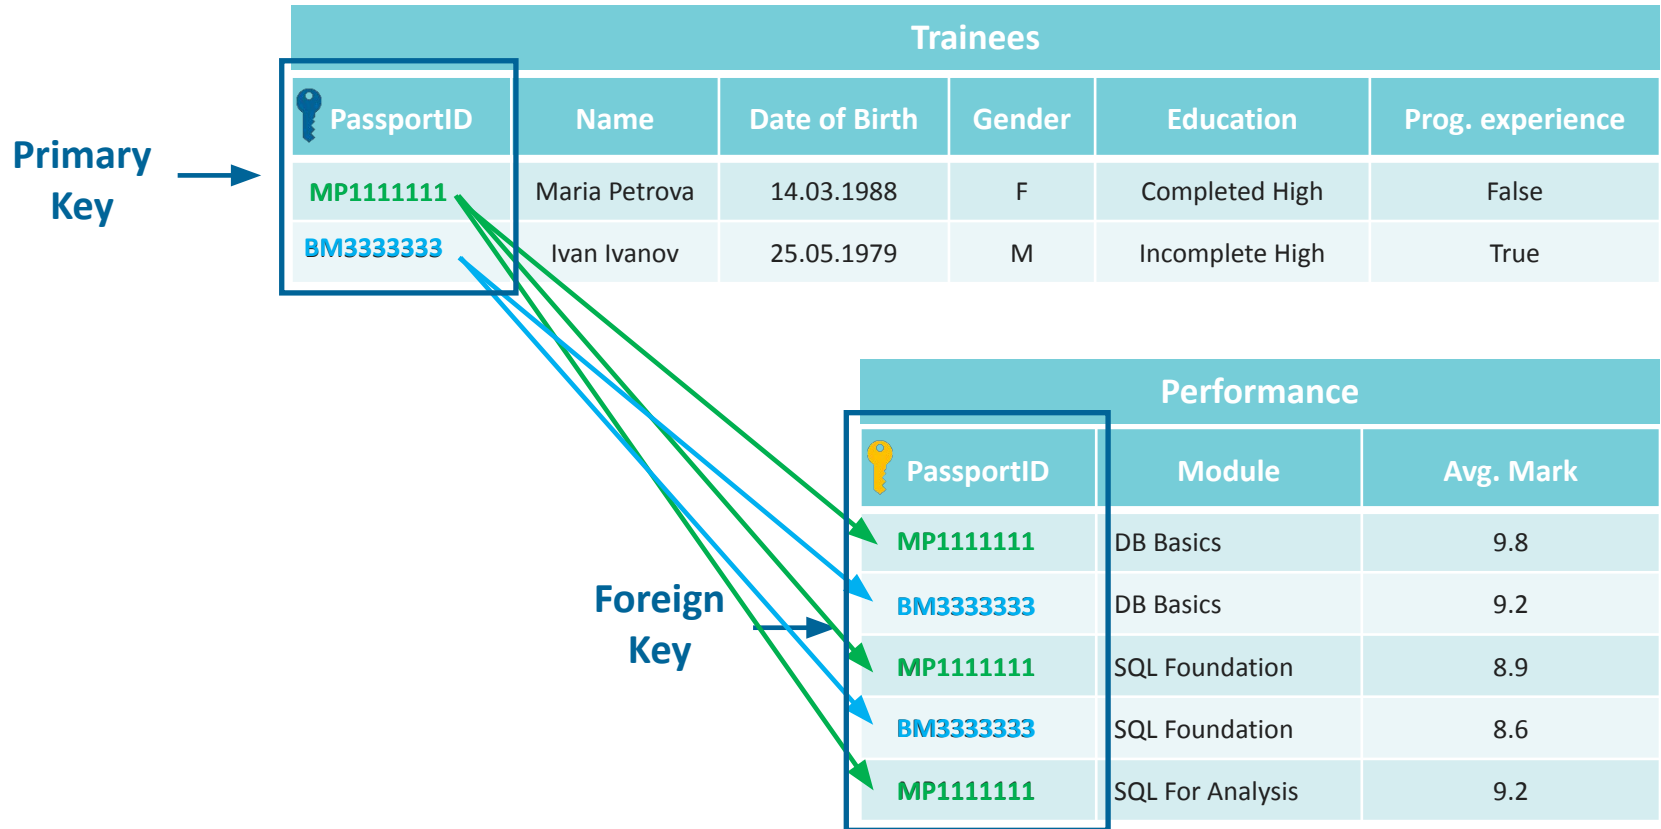 Trainees
PassportID Name Date of Birth Gender Education Prog. experience
Primary
Key
MP1111111 Maria Petrova 14.03.1988 F Completed High False
BM3333333 Ivan Ivanov 25.05.1979 M Incomplete High True
Performance
PassportID Module Avg. Mark
MP1111111 DB Basics 9.8
Foreign
Key
BM3333333 DB Basics 9.2
MP1111111 SQL Foundation 8.9
BM3333333 SQL Foundation 8.6
MP1111111 SQL For Analysis 9.2